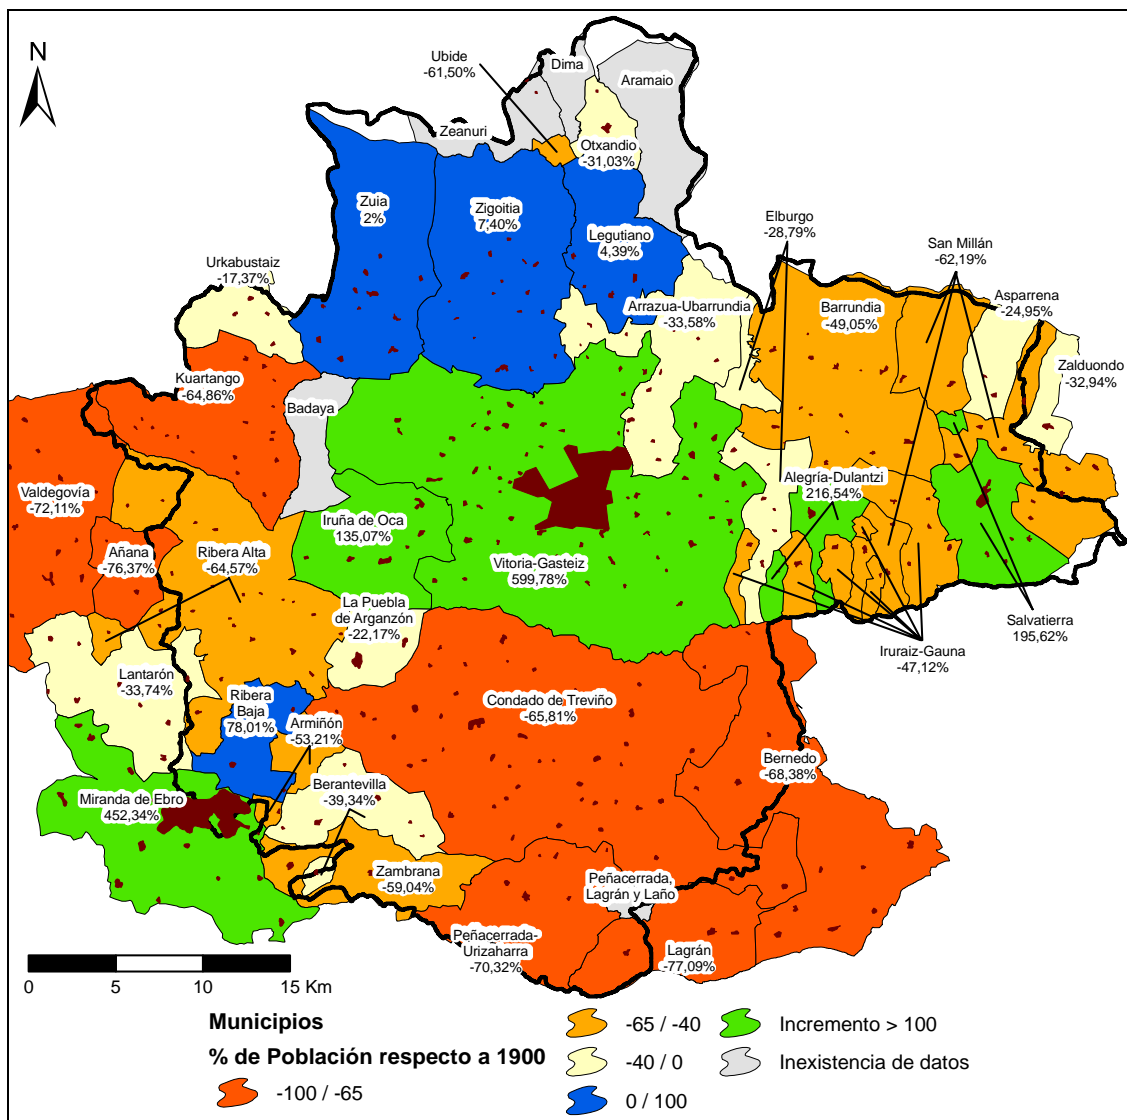 N
Ubide
-61,50%
Dima
Aramaio
Zeanuri
Otxandio
-31,03%
Zuia
2%
Zigoitia
7,40%
Legutiano
4,39%
Elburgo
-28,79%
San Millán
-62,19%
Urkabustaiz
-17,37%
Arrazua-Ubarrundia
-33,58%
Barrundia
-49,05%
Asparrena
-24,95%
Zalduondo
-32,94%
Kuartango
-64,86%
Badaya
Valdegovía
-72,11%
Iruña de Oca
135,07%
Alegría-Dulantzi
216,54%
Añana
-76,37%
Ribera Alta
-64,57%
Vitoria-Gasteiz
599,78%
La Puebla
de Arganzón
-22,17%
Salvatierra
195,62%
Iruraiz-Gauna
-47,12%
Lantarón
-33,74%
Ribera
Baja
78,01%
Armiñón
-53,21%
Condado de Treviño
-65,81%
Bernedo
-68,38%
Miranda de Ebro
452,34%
Berantevilla
-39,34%
Zambrana
-59,04%
Peñacerrada,
Lagrán y Laño
Peñacerrada-
Urizaharra
-70,32%
Lagrán
-77,09%
0 5 10 15 Km
Municipios
% de Población respecto a 1900
-100 / -65
-65 / -40
-40 / 0
0 / 100
Incremento > 100
Inexistencia de datos